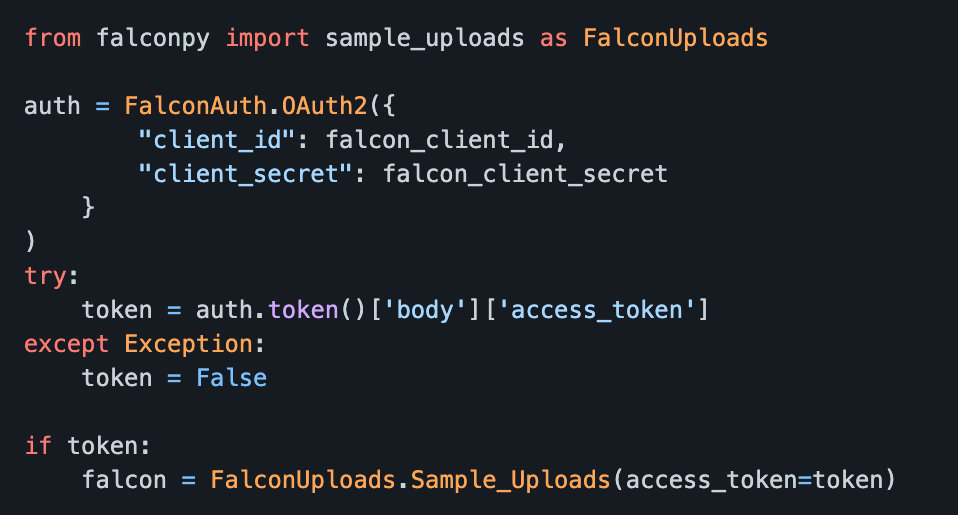 from falconpy import sample_uploads as FalconUploads

auth = FalconAuth.OAuth2({
        "client_id": falcon_client_id,
        "client_secret": falcon_client_secret
    }
)
try:
    token = auth.token()['body']['access_token']
except Exception:
    token = False

if token:
    falcon = FalconUploads.Sample_Uploads(access_token=token)